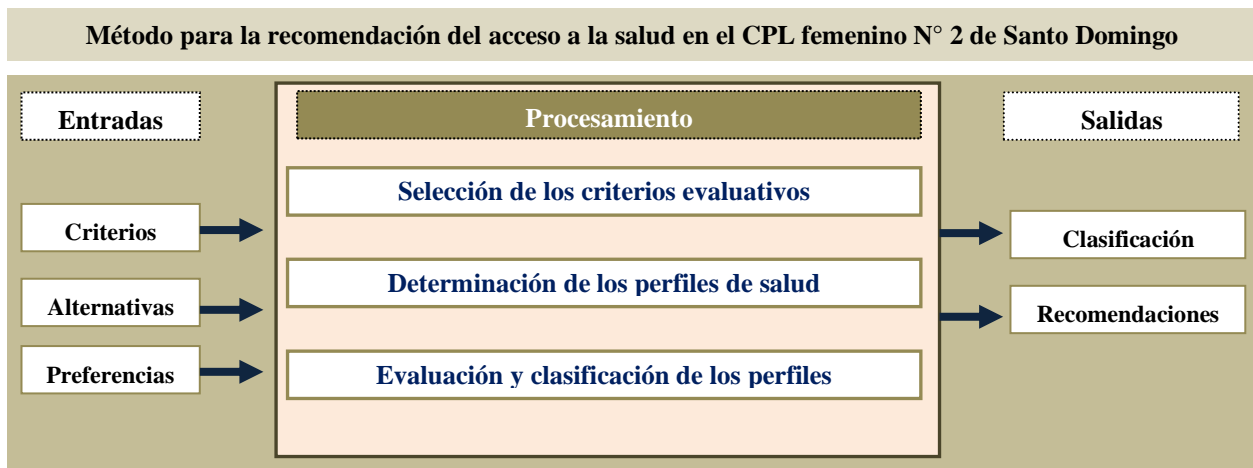 Método para la recomendación del acceso a la salud en el CPL femenino N° 2 de Santo Domingo
Entradas
Criterios
Alternativas
Preferencias
Procesamiento
Selección de los criterios evaluativos
Determinación de los perfiles de salud
Evaluación y clasificación de los perfiles
Salidas
Clasificación
Recomendaciones